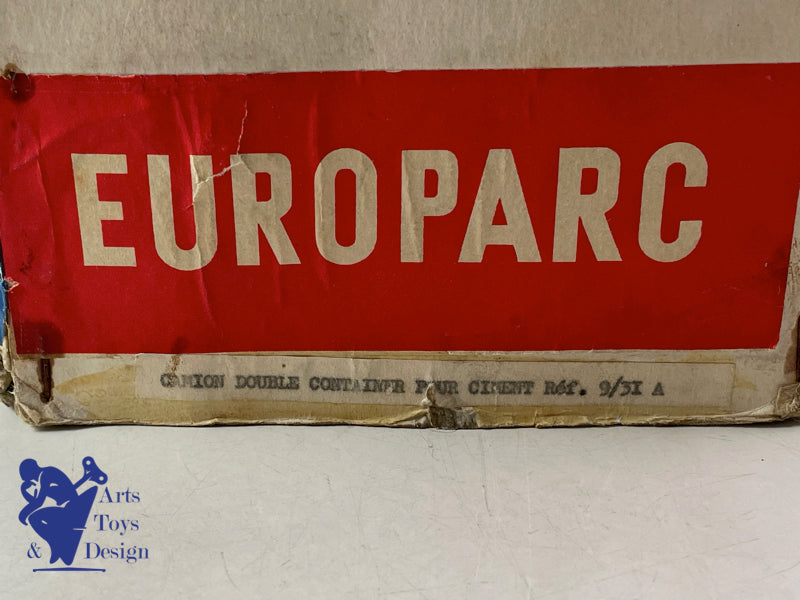 EUROPARC
CAMION DOUBLE CONTAINER POUR CIMENT Réf. 9/3I A
Arts
Toys
& Design